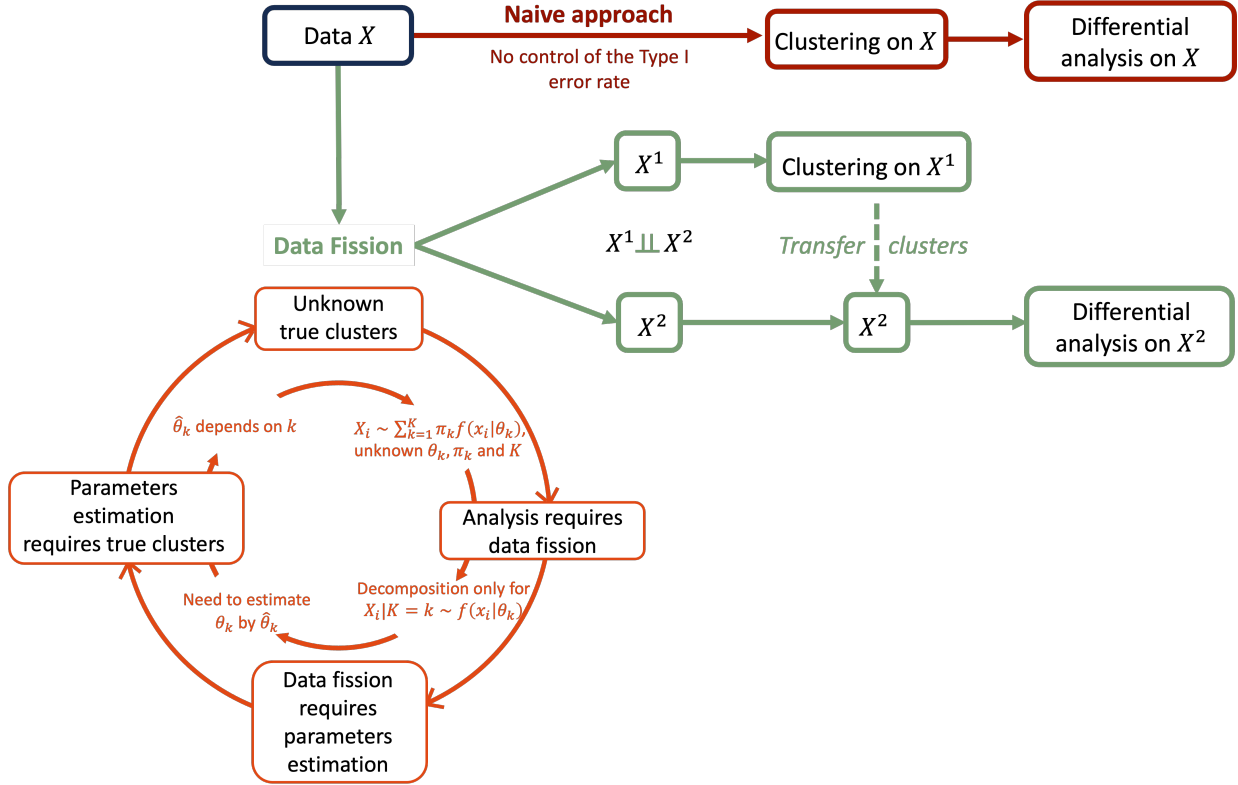 Naive approach
Data X
No control of the Type I
error rate
Clustering on X
Differential
analysis on X
X¹
Clustering on X¹
Data Fission
X¹ ⫫ X²
Transfer clusters
X²
X²
Differential
analysis on X²
Unknown
true clusters
θ̂ₖ depends on k
Xᵢ ~ ∑ᴷₖ₌₁ πₖf(xᵢ|θₖ),
unknown θₖ, πₖ and K
Parameters
estimation
requires true clusters
Analysis requires
data fission
Need to estimate
θₖ by θ̂ₖ
Decomposition only for
Xᵢ|K = k ~ f(xᵢ|θₖ)
Data fission
requires
parameters
estimation